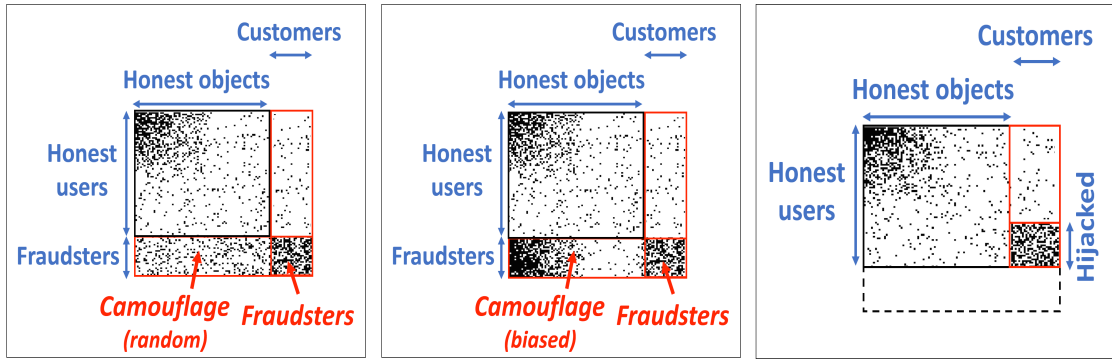 Customers
Honest objects
Honest
users
Fraudsters
Camouflage
(random)
Fraudsters
Customers
Honest objects
Honest
users
Fraudsters
Camouflage
(biased)
Fraudsters
Customers
Honest objects
Honest
users
Hijacked